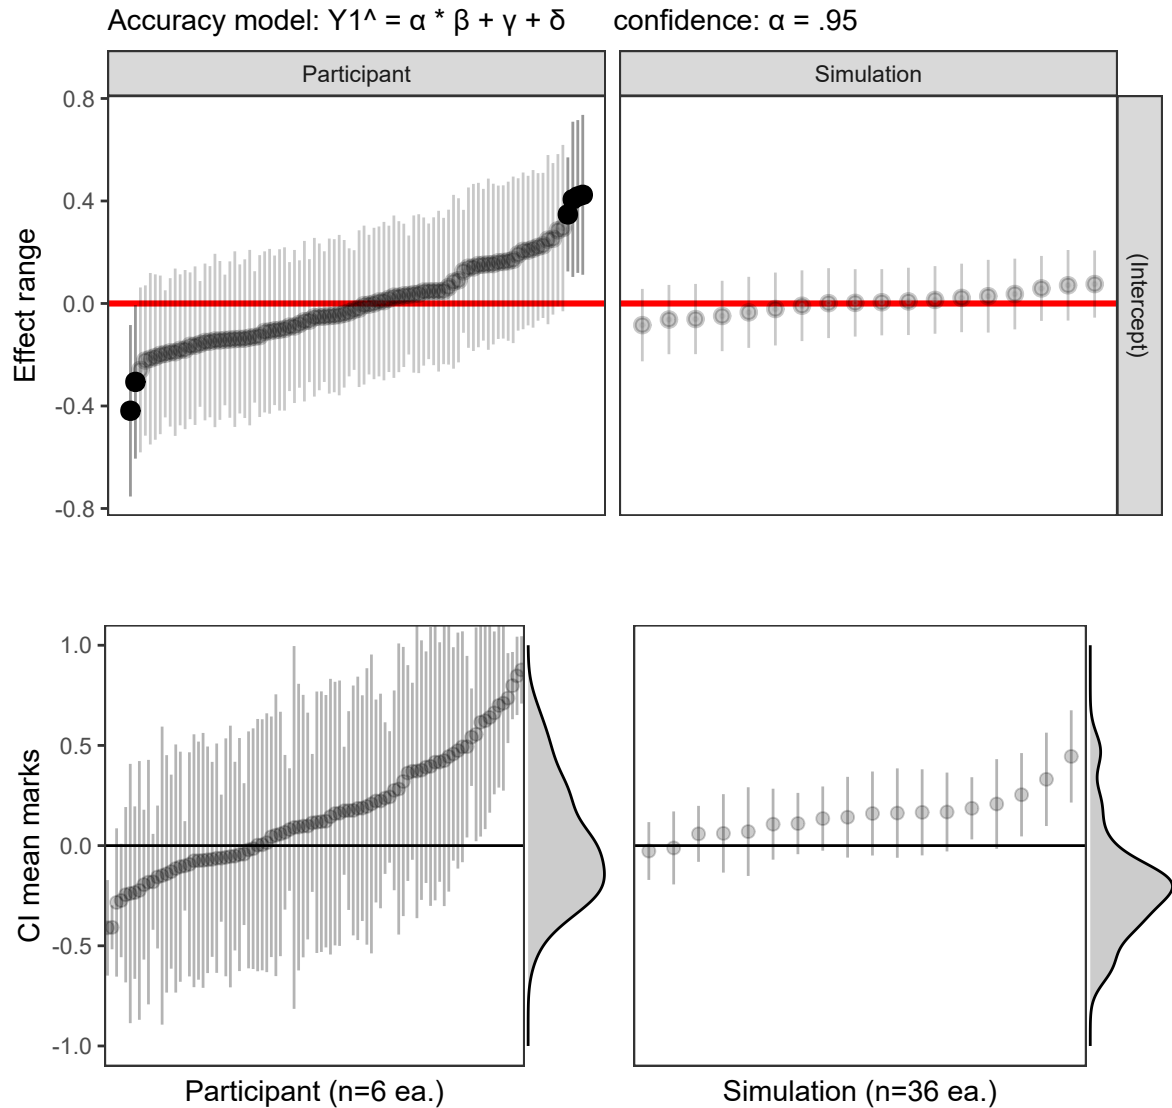 Accuracy model: Y1^ = α * β + γ + δ confidence: α = .95
Participant
Simulation
0.8
0.4
0.0
-0.4
-0.8
Effect range
(Intercept)
1.0
0.5
0.0
-0.5
-1.0
CI mean marks
Participant (n=6 ea.)
Simulation (n=36 ea.)